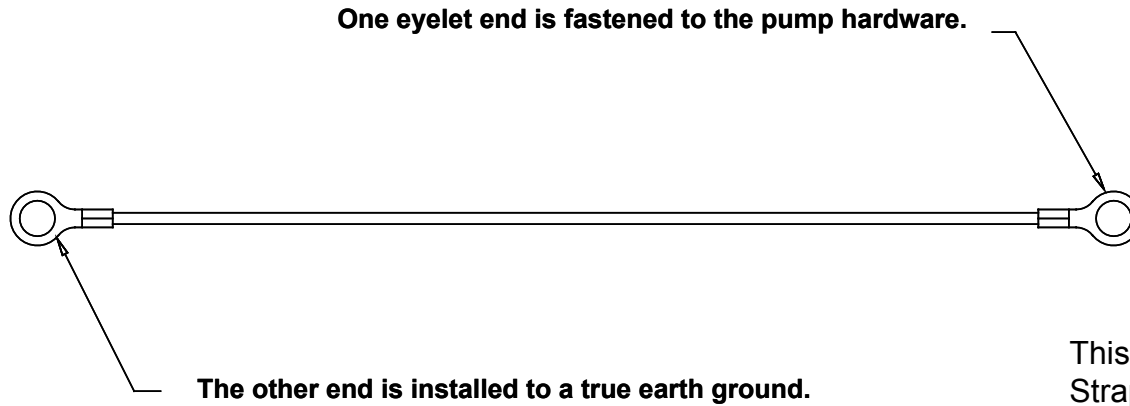 One eyelet end is fastened to the pump hardware.
This
The other end is installed to a true earth ground.